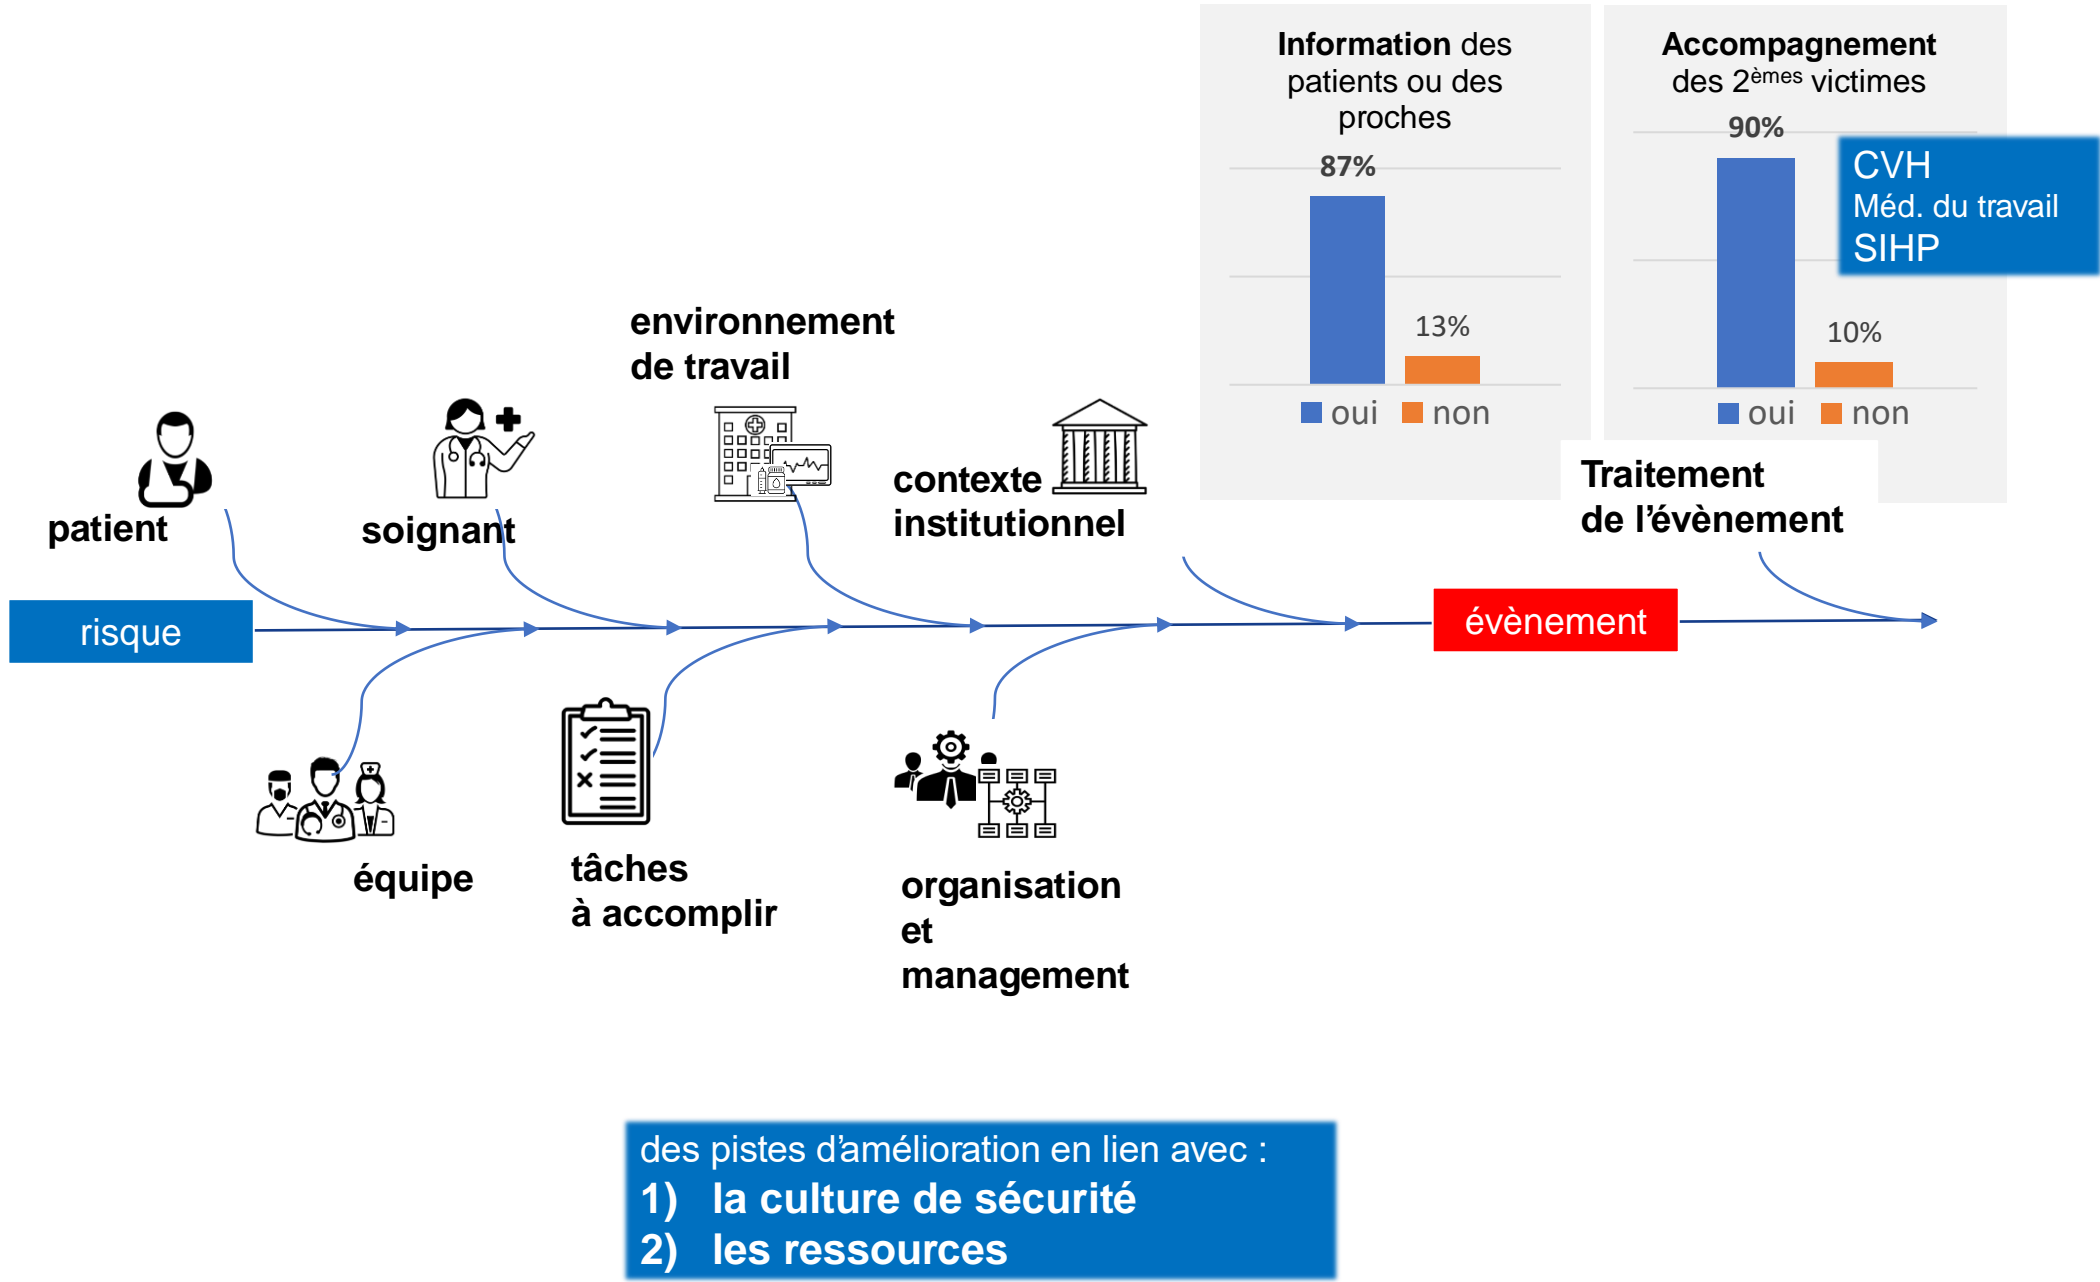 Information des
patients ou des
proches
87%
13%
oui non
Accompagnement
des 2èmes victimes
90%
10%
oui non
CVH
Méd. du travail
SIHP
environnement
de travail
contexte
institutionnel
patient
soignant
Traitement
de l’évènement
risque
évènement
équipe
tâches
à accomplir
organisation
et
management
des pistes d’amélioration en lien avec :
1) la culture de sécurité
2) les ressources